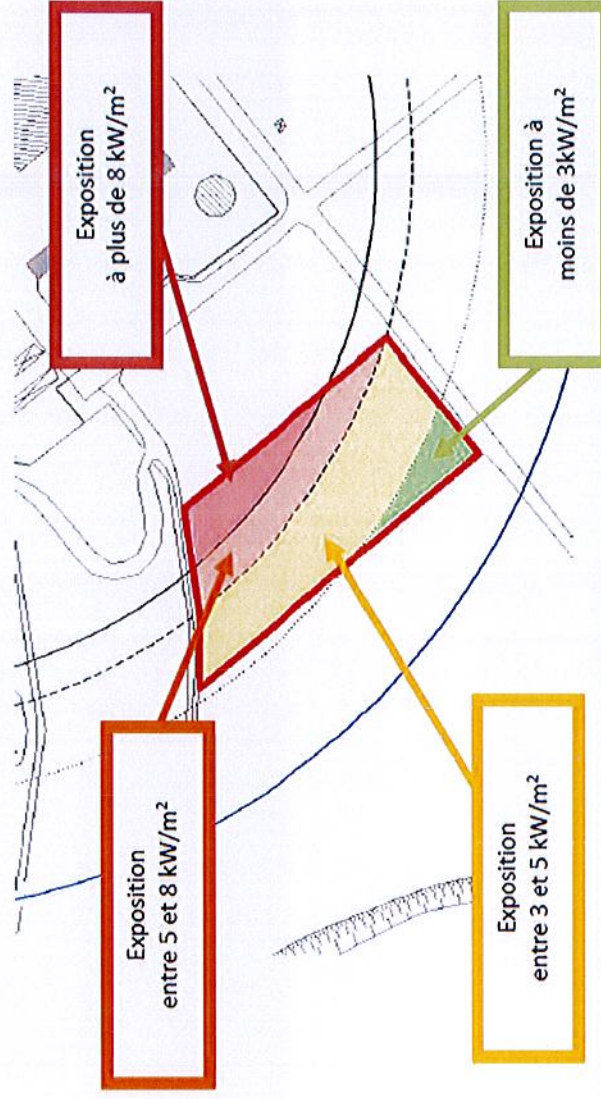 Exposition
à plus de 8 kW/m²
Exposition
entre 5 et 8 kW/m²
Exposition
entre 3 et 5 kW/m²
Exposition à
moins de 3kW/m²